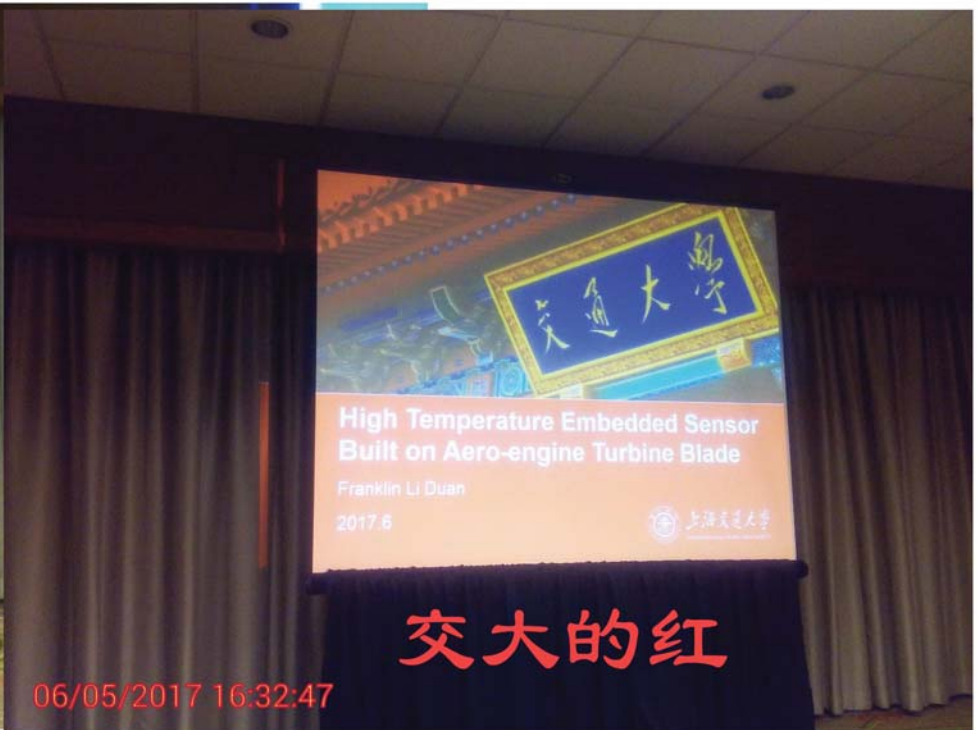 交通大學
High Temperature Embedded Sensor
Built on Aero-engine Turbine Blade
Franklin Li Duan
2017.6
上海交通大学
交大的红
06/05/2017 16:32:47